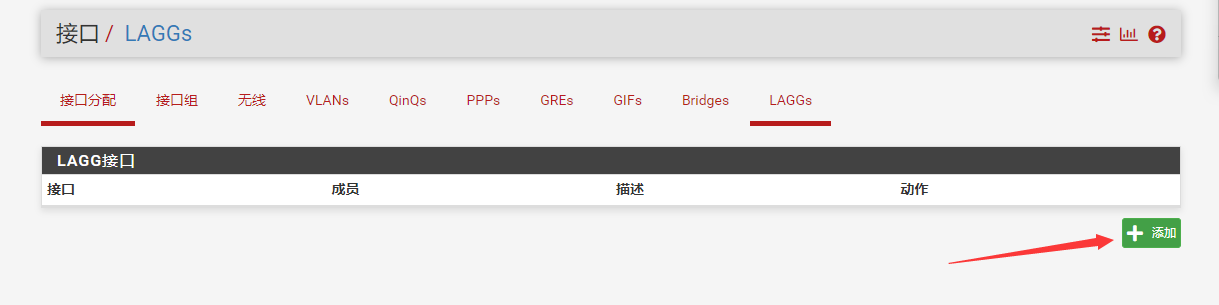 接口 / LAGGs
接口分配 接口组 无线 VLANs QinQs PPPs GREs GIFs Bridges LAGGs
LAGG接口
接口 成员 描述 动作
添加